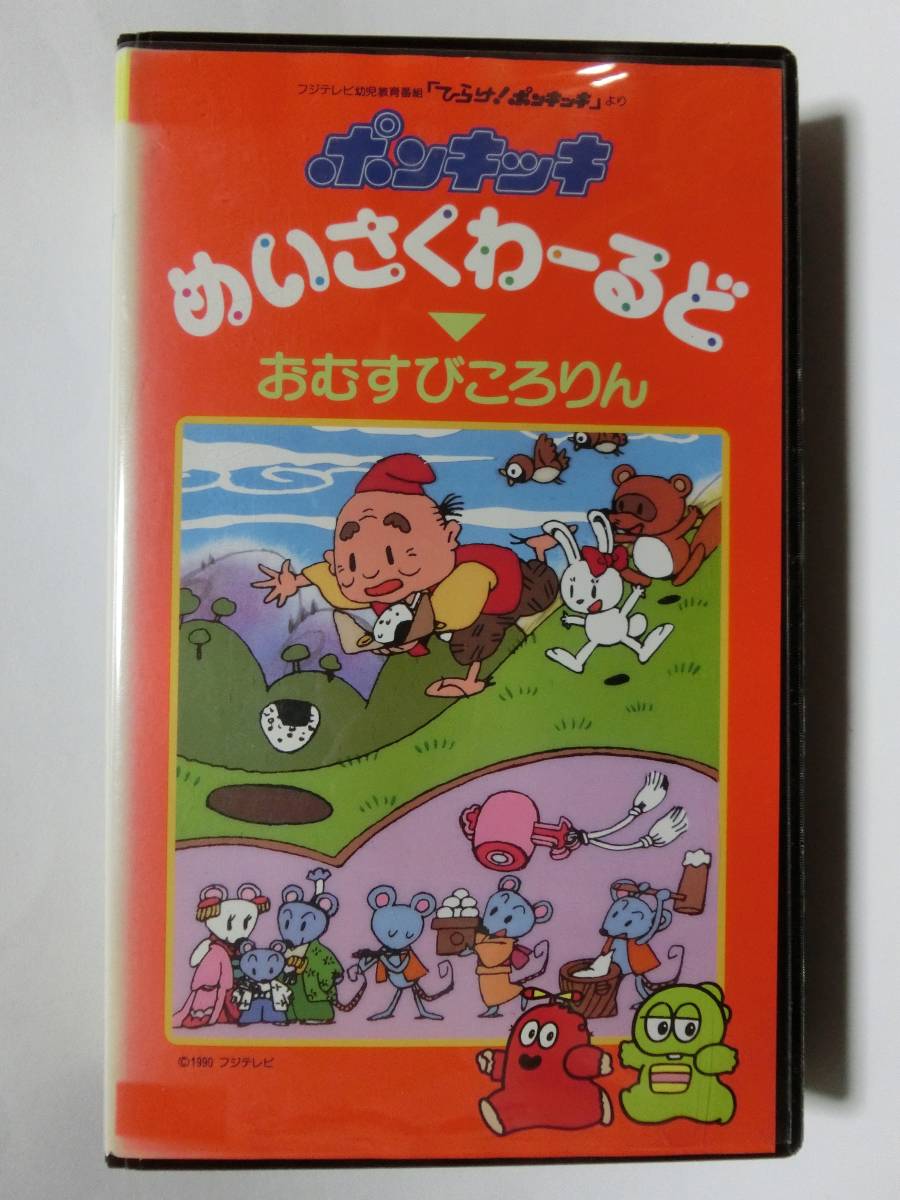 フジテレビ幼児教育番組「ひらけ!ポンキッキ」より
ポンキッキ
めいさくわーるど
おむすびころりん
©1990 フジテレビ